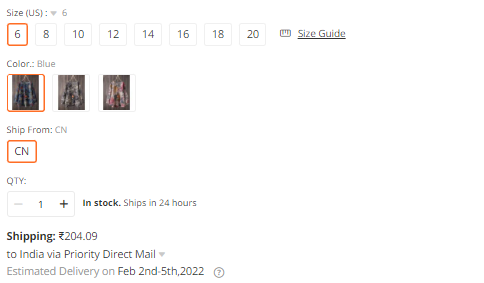 Size (US) : 6
6 8 10 12 14 16 18 20 Size Guide
Color.: Blue
Ship From: CN
CN
QTY:
− 1 + In stock. Ships in 24 hours
Shipping: ₹204.09
to India via Priority Direct Mail
Estimated Delivery on Feb 2nd-5th,2022 ?